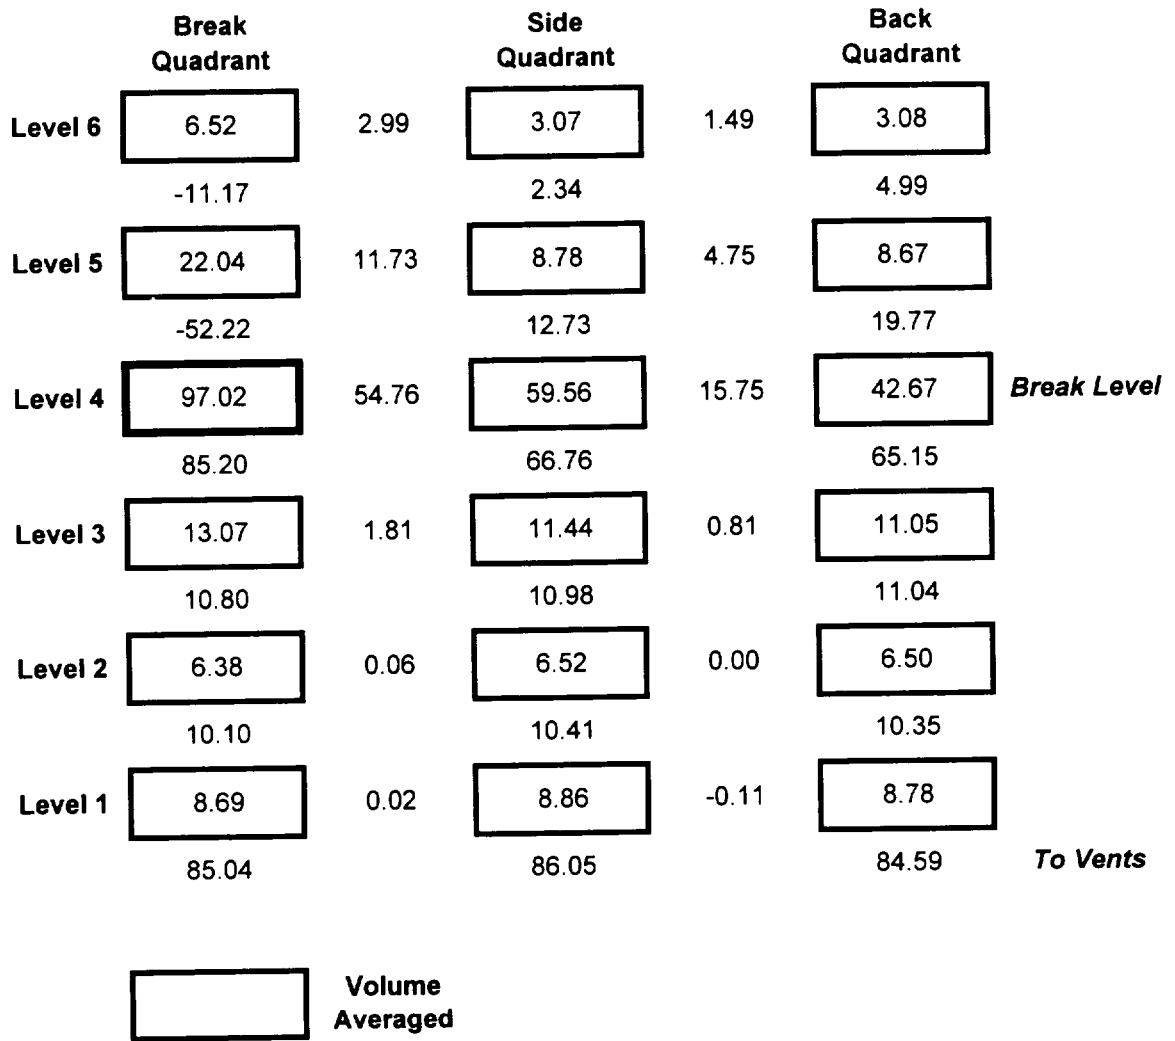 Break Side Back
Quadrant Quadrant Quadrant
Level 6 6.52 2.99 3.07 1.49 3.08
-11.17 2.34 4.99
Level 5 22.04 11.73 8.78 4.75 8.67
-52.22 12.73 19.77
Level 4 97.02 54.76 59.56 15.75 42.67 Break Level
85.20 66.76 65.15
Level 3 13.07 1.81 11.44 0.81 11.05
10.80 10.98 11.04
Level 2 6.38 0.06 6.52 0.00 6.50
10.10 10.41 10.35
Level 1 8.69 0.02 8.86 -0.11 8.78
85.04 86.05 84.59 To Vents
Volume
Averaged